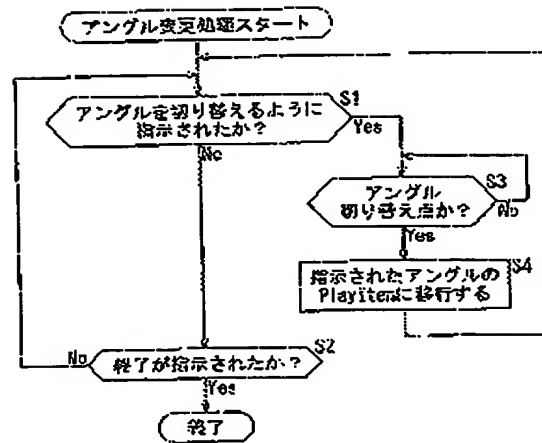 アングル変更処理スタート
S1
アングルを切り替えるように
指示されたか?
Yes
No
S3
アングル
切り替え点か?
No
Yes
S4
指示されたアングルの
PlayItemに移行する
S2
No
終了が指示されたか?
Yes
終了